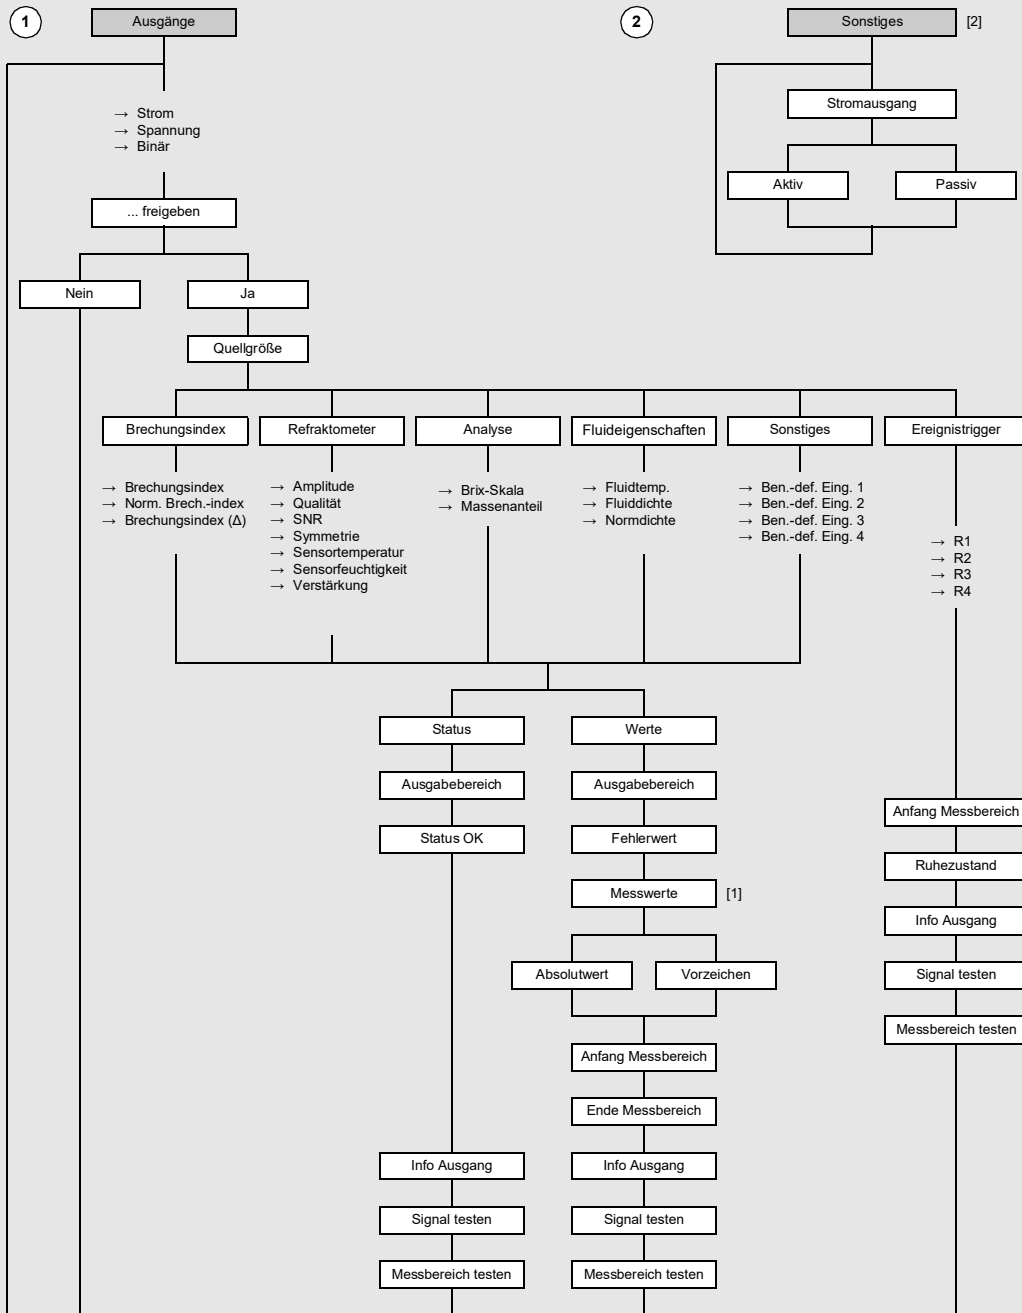 1
Ausgänge
→ Strom
→ Spannung
→ Binär
... freigeben
Nein
Ja
Quellgröße
2
Sonstiges
[2]
Stromausgang
Aktiv
Passiv
Brechungsindex
→ Brechungsindex
→ Norm. Brech.-index
→ Brechungsindex (Δ)
Refraktometer
→ Amplitude
→ Qualität
→ SNR
→ Symmetrie
→ Sensortemperatur
→ Sensorfeuchtigkeit
→ Verstärkung
Analyse
→ Brix-Skala
→ Massenanteil
Fluideigenschaften
→ Fluidtemp.
→ Fluiddichte
→ Normdichte
Sonstiges
→ Ben.-def. Eing. 1
→ Ben.-def. Eing. 2
→ Ben.-def. Eing. 3
→ Ben.-def. Eing. 4
Ereignistrigger
→ R1
→ R2
→ R3
→ R4
Status
Ausgabebereich
Status OK
Info Ausgang
Signal testen
Messbereich testen
Werte
Ausgabebereich
Fehlerwert
Messwerte
[1]
Absolutwert
Vorzeichen
Anfang Messbereich
Ende Messbereich
Info Ausgang
Signal testen
Messbereich testen
Anfang Messbereich
Ruhezustand
Info Ausgang
Signal testen
Messbereich testen